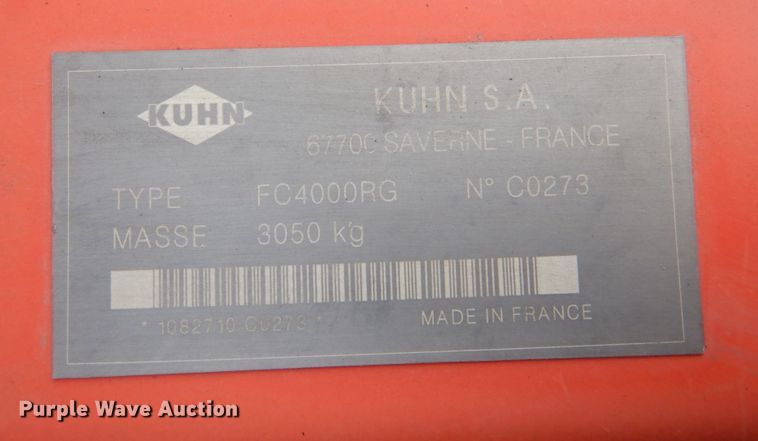 KUHN
KUHN S.A.
67700 SAVERNE - FRANCE
TYPE FC4000RG N° C0273
MASSE 3050 kg
* 1082710 C0273 *
MADE IN FRANCE
Purple Wave Auction